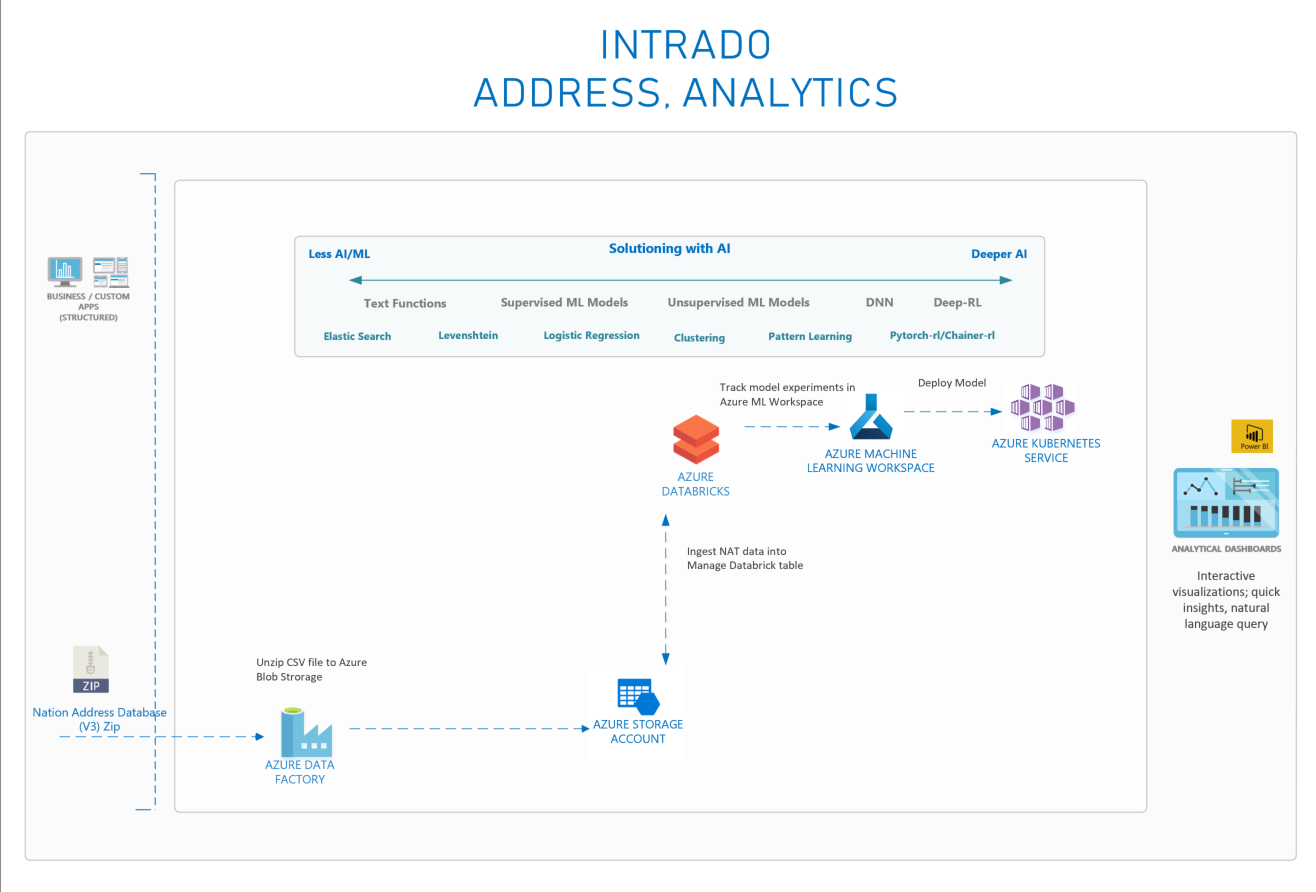 INTRADO
ADDRESS, ANALYTICS
Less AI/ML
Solutioning with AI
Deeper AI
Text Functions
Supervised ML Models
Unsupervised ML Models
DNN
Deep-RL
Elastic Search
Levenshtein
Logistic Regression
Clustering
Pattern Learning
Pytorch-rl/Chainer-rl
BUSINESS / CUSTOM
APPS
(STRUCTURED)
Track model experiments in
Azure ML Workspace
Deploy Model
AZURE
DATABRICKS
AZURE MACHINE
LEARNING WORKSPACE
AZURE KUBERNETES
SERVICE
Power BI
ANALYTICAL DASHBOARDS
Interactive
visualizations; quick
insights, natural
language query
Ingest NAT data into
Manage Databrick table
ZIP
Nation Address Database
(V3) Zip
Unzip CSV file to Azure
Blob Strorage
AZURE DATA
FACTORY
AZURE STORAGE
ACCOUNT